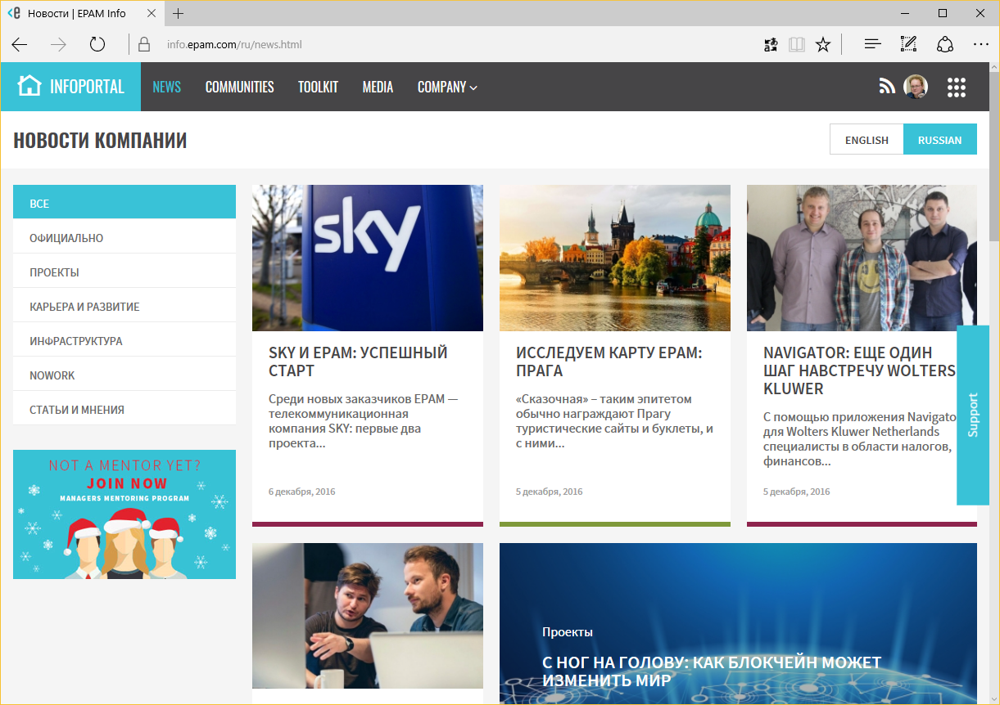 Новости | EPAM Info
info.epam.com/ru/news.html
INFOPORTAL
NEWS
COMMUNITIES
TOOLKIT
MEDIA
COMPANY
НОВОСТИ КОМПАНИИ
ENGLISH
RUSSIAN
ВСЕ
ОФИЦИАЛЬНО
ПРОЕКТЫ
КАРЬЕРА И РАЗВИТИЕ
ИНФРАСТРУКТУРА
NOWORK
СТАТЬИ И МНЕНИЯ
NOT A MENTOR YET?
JOIN NOW
MANAGERS MENTORING PROGRAM
sky
SKY И EPAM: УСПЕШНЫЙ
СТАРТ
Среди новых заказчиков EPAM —
телекоммуникационная
компания SKY: первые два
проекта...
6 декабря, 2016
ИССЛЕДУЕМ КАРТУ EPAM:
ПРАГА
«Сказочная» – таким эпитетом
обычно награждают Прагу
туристические сайты и буклеты, и
с ними...
5 декабря, 2016
NAVIGATOR: ЕЩЕ ОДИН
ШАГ НАВСТРЕЧУ WOLTERS
KLUWER
С помощью приложения Navigato
для Wolters Kluwer Netherlands
специалисты в области налогов,
финансов...
5 декабря, 2016
Support
Проекты
С НОГ НА ГОЛОВУ: КАК БЛОКЧЕЙН МОЖЕТ
ИЗМЕНИТЬ МИР